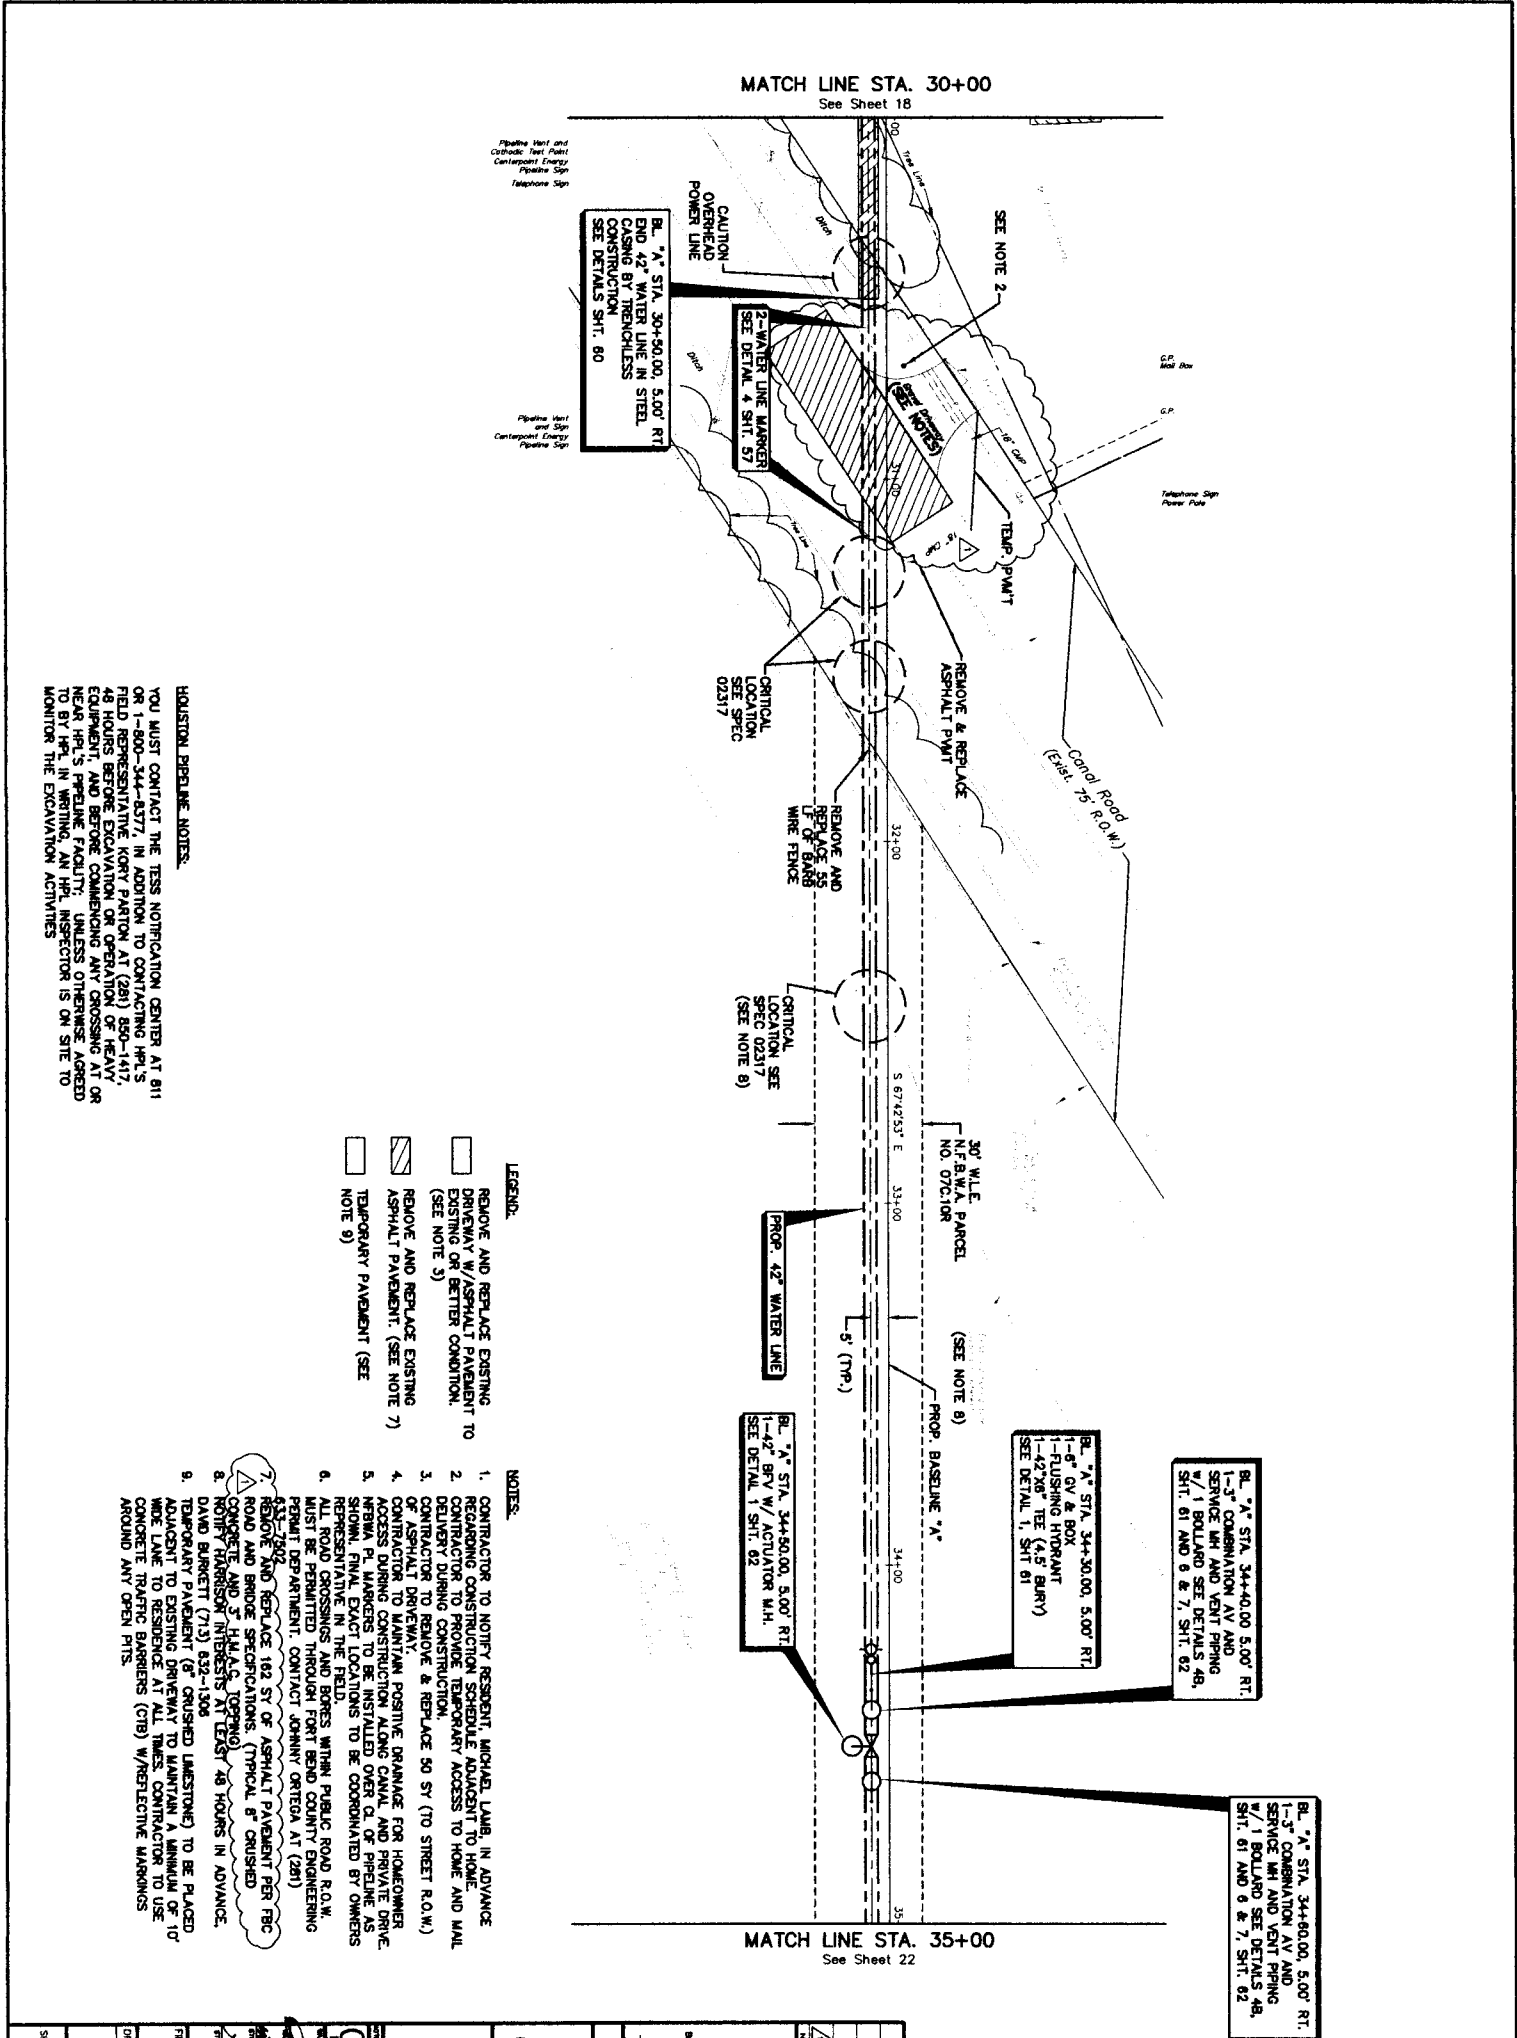 MATCH LINE STA. 30+00
See Sheet 18
Pipeline Vent and
Cathodic Test Point
Centerpoint Energy
Pipeline Sign
Telephone Sign
Tree Line
Ditch
CAUTION
OVERHEAD
POWER LINE
SEE NOTE 2
BL "A" STA. 30+50.00, 5.00' RT.
END 42" WATER LINE IN STEEL
CASING BY TRENCHLESS
CONSTRUCTION
SEE DETAILS SHT. 60
2-WATER LINE MARKER
SEE DETAIL 4 SHT. 57
G.P.
Mail Box
G.P.
Telephone Sign
Power Pole
(SEE NOTES)
18" CMP
31+00
18" CMP
1
TEMP. PVM'T
Ditch
Pipeline Vent
and Sign
Centerpoint Energy
Pipeline Sign
Tree Line
REMOVE & REPLACE
ASPHALT PVMT
CRITICAL
LOCATION
SEE SPEC
02317
Canal Road
(Exist. 75' R.O.W.)
REMOVE AND
REPLACE 55
LF OF BARB
WIRE FENCE
32+00
CRITICAL
LOCATION SEE
SPEC 02317
(SEE NOTE 8)
S 67°42'53" E
30' W.L.E.
N.F.B.W.A. PARCEL
NO. 07C.10R
33+00
PROP. 42" WATER LINE
(SEE NOTE 8)
5' (TYP.)
PROP. BASELINE "A"
34+00
BL "A" STA. 34+30.00, 5.00' RT.
1-6" GV & BOX
1-FLUSHING HYDRANT
1-42"X6" TEE (4.5' BURY)
SEE DETAIL 1, SHT 61
BL "A" STA. 34+40.00 5.00' RT.
1-3" COMBINATION AV AND
SERVICE MH AND VENT PIPING
W/ 1 BOLLARD SEE DETAILS 4B,
SHT. 61 AND 6 & 7, SHT. 62
BL "A" STA. 34+50.00, 5.00' RT.
1-42" BFV W/ ACTUATOR M.H.
SEE DETAIL 1 SHT. 62
BL "A" STA. 34+60.00, 5.00' RT.
1-3" COMBINATION AV AND
SERVICE MH AND VENT PIPING
W/ 1 BOLLARD SEE DETAILS 4B,
SHT. 61 AND 6 & 7, SHT. 62
MATCH LINE STA. 35+00
See Sheet 22
HOUSTON PIPELINE NOTES:
YOU MUST CONTACT THE TESS NOTIFICATION CENTER AT 811
OR 1-800-344-8377, IN ADDITION TO CONTACTING HPL'S
FIELD REPRESENTATIVE KORY PARTON AT (281) 850-1417,
48 HOURS BEFORE EXCAVATION OR OPERATION OF HEAVY
EQUIPMENT, AND BEFORE COMMENCING ANY CROSSING AT OR
NEAR HPL'S PIPELINE FACILITY; UNLESS OTHERWISE AGREED
TO BY HPL IN WRITING, AN HPL INSPECTOR IS ON SITE TO
MONITOR THE EXCAVATION ACTIVITIES
LEGEND:
REMOVE AND REPLACE EXISTING
DRIVEWAY W/ASPHALT PAVEMENT TO
EXISTING OR BETTER CONDITION.
(SEE NOTE 3)
REMOVE AND REPLACE EXISTING
ASPHALT PAVEMENT. (SEE NOTE 7)
TEMPORARY PAVEMENT (SEE
NOTE 9)
NOTES:
1. CONTRACTOR TO NOTIFY RESIDENT, MICHAEL LAMB, IN ADVANCE
REGARDING CONSTRUCTION SCHEDULE ADJACENT TO HOME.
2. CONTRACTOR TO PROVIDE TEMPORARY ACCESS TO HOME AND MAIL
DELIVERY DURING CONSTRUCTION.
3. CONTRACTOR TO REMOVE & REPLACE 50 SY (TO STREET R.O.W.)
OF ASPHALT DRIVEWAY.
4. CONTRACTOR TO MAINTAIN POSITIVE DRAINAGE FOR HOMEOWNER
ACCESS DURING CONSTRUCTION ALONG CANAL AND PRIVATE DRIVE.
5. NFBWA PL MARKERS TO BE INSTALLED OVER CL OF PIPELINE AS
SHOWN. FINAL EXACT LOCATIONS TO BE COORDINATED BY OWNERS
REPRESENTATIVE IN THE FIELD.
6. ALL ROAD CROSSINGS AND BORES WITHIN PUBLIC ROAD R.O.W.
MUST BE PERMITTED THROUGH FORT BEND COUNTY ENGINEERING
PERMIT DEPARTMENT. CONTACT JOHNNY ORTEGA AT (281)
633-7502
7. REMOVE AND REPLACE 162 SY OF ASPHALT PAVEMENT PER FBC
ROAD AND BRIDGE SPECIFICATIONS. (TYPICAL 8" CRUSHED
CONCRETE AND 3" H.M.A.C. TOPPING)
1
8. NOTIFY HARRISON INTERESTS AT LEAST 48 HOURS IN ADVANCE,
DAVID BURKETT (713) 632-1306
9. TEMPORARY PAVEMENT (8" CRUSHED LIMESTONE) TO BE PLACED
ADJACENT TO EXISTING DRIVEWAY TO MAINTAIN A MINIMUM OF 10'
WIDE LANE TO RESIDENCE AT ALL TIMES. CONTRACTOR TO USE
CONCRETE TRAFFIC BARRIERS (CTB) W/REFLECTIVE MARKINGS
AROUND ANY OPEN PITS.